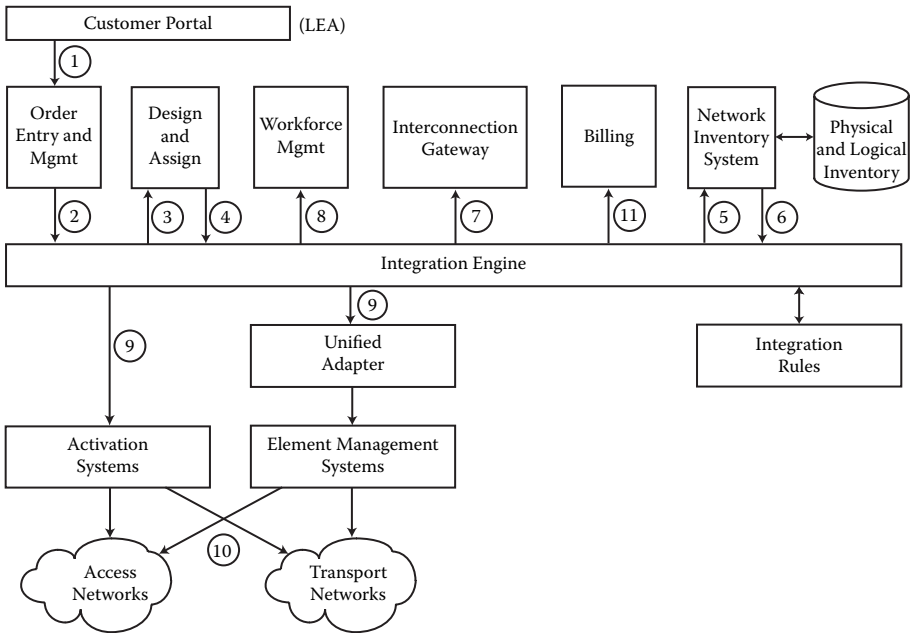 Customer Portal
(LEA)
1
Order
Entry and
Mgmt
Design
and
Assign
Workforce
Mgmt
Interconnection
Gateway
Billing
Network
Inventory
System
Physical
and Logical
Inventory
2
3
4
8
7
11
5
6
Integration Engine
9
9
Unified
Adapter
Integration
Rules
Activation
Systems
Element Management
Systems
10
Access
Networks
Transport
Networks